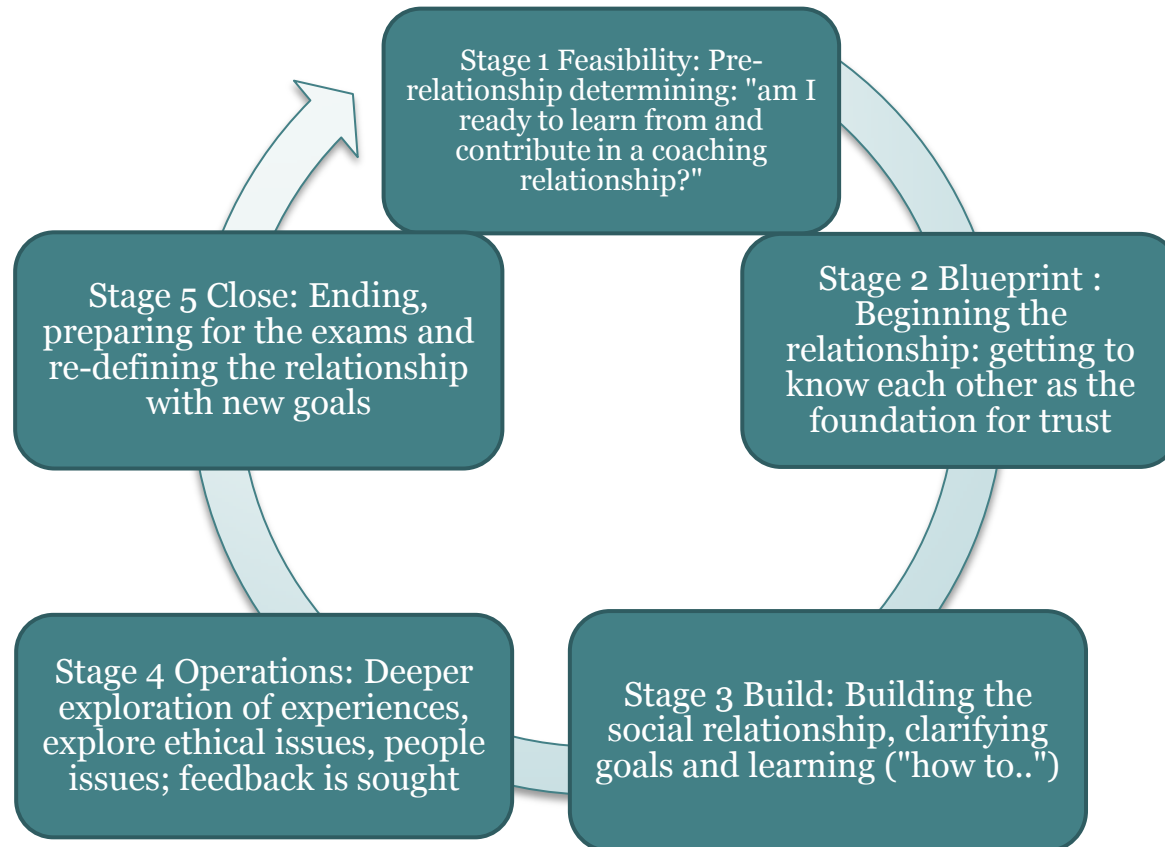 Stage 1 Feasibility: Pre-
relationship determining: "am I
ready to learn from and
contribute in a coaching
relationship?"
Stage 2 Blueprint :
Beginning the
relationship: getting to
know each other as the
foundation for trust
Stage 3 Build: Building the
social relationship, clarifying
goals and learning ("how to..")
Stage 4 Operations: Deeper
exploration of experiences,
explore ethical issues, people
issues; feedback is sought
Stage 5 Close: Ending,
preparing for the exams and
re-defining the relationship
with new goals